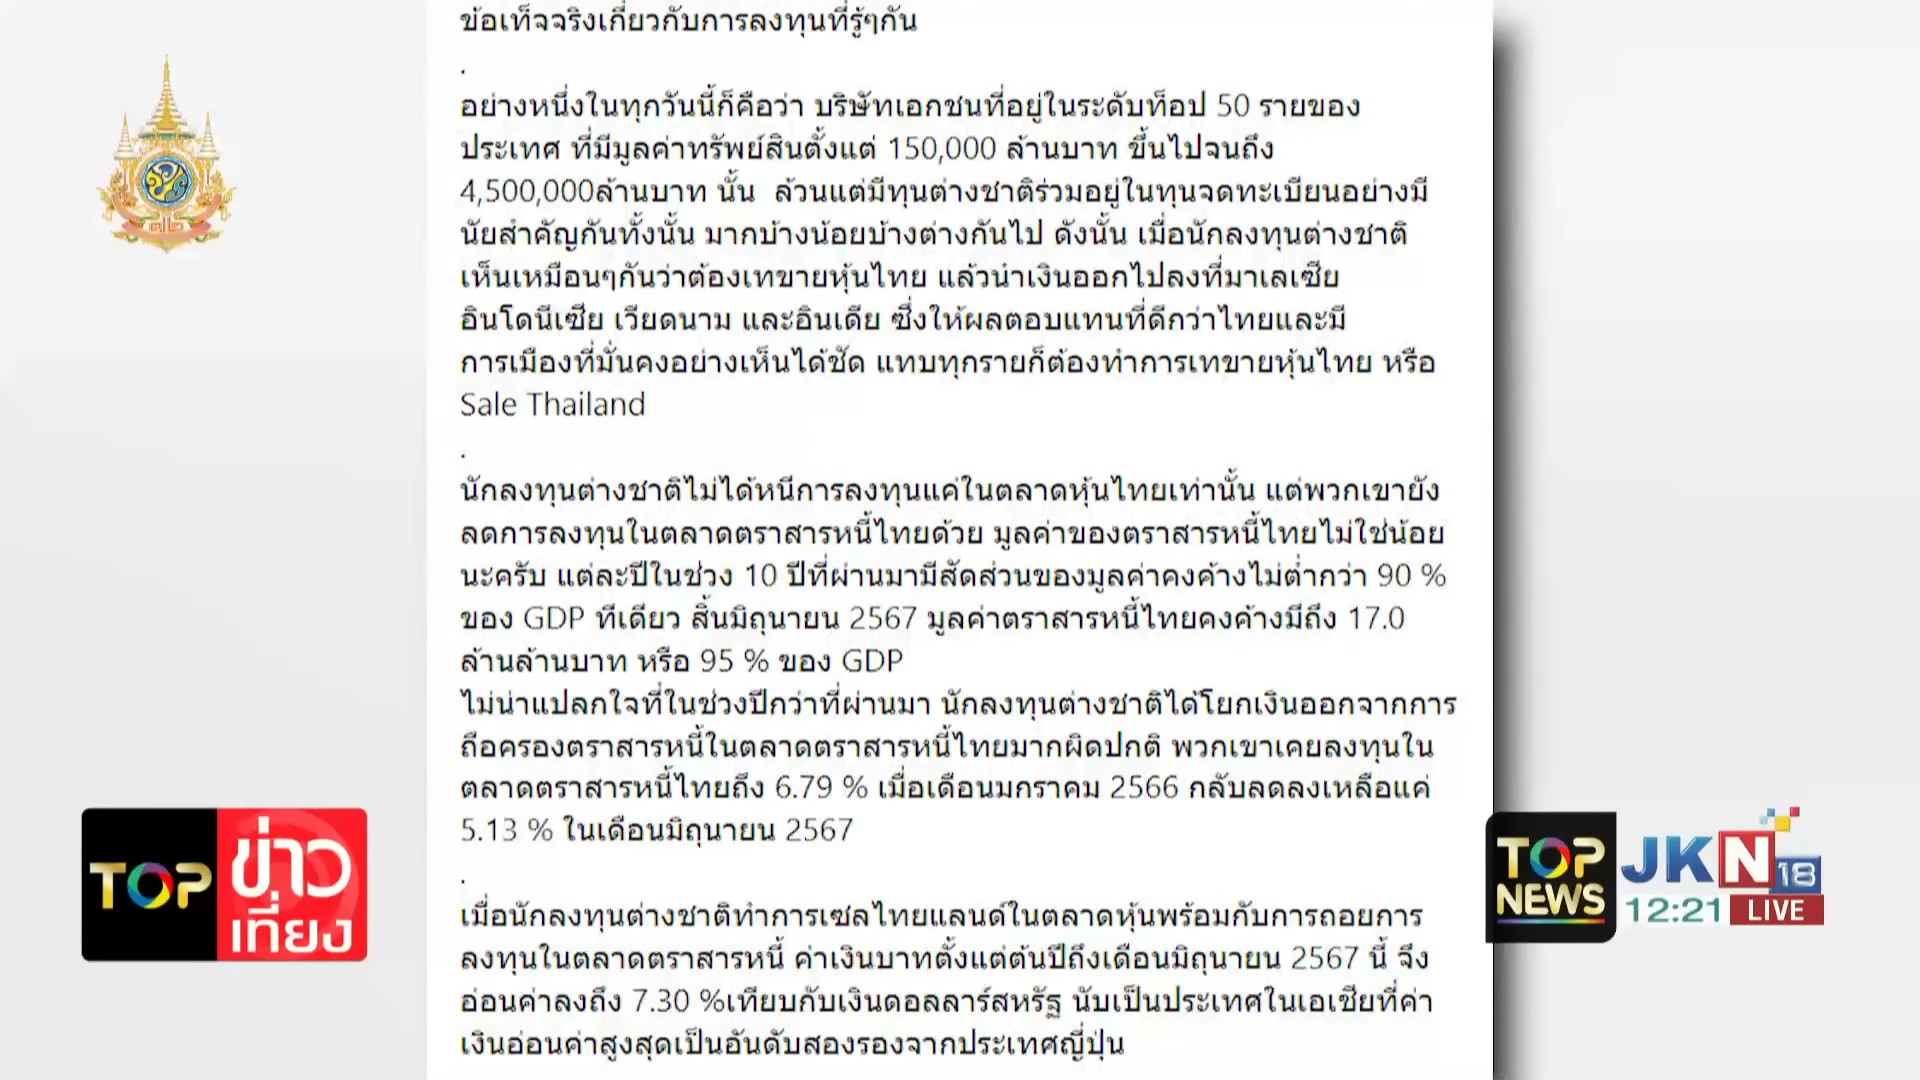 ข้อเท็จจริงเกี่ยวกับการลงทุนที่รู้ๆกัน
.
อย่างหนึ่งในทุกวันนี้ก็คือว่า บริษัทเอกชนที่อยู่ในระดับท็อป 50 รายของ
ประเทศ ที่มีมูลค่าทรัพย์สินตั้งแต่ 150,000 ล้านบาท ขึ้นไปจนถึง
4,500,000ล้านบาท นั้น  ล้วนแต่มีทุนต่างชาติร่วมอยู่ในทุนจดทะเบียนอย่างมี
นัยสำคัญกันทั้งนั้น มากบ้างน้อยบ้างต่างกันไป ดังนั้น เมื่อนักลงทุนต่างชาติ
เห็นเหมือนๆกันว่าต้องเทขายหุ้นไทย แล้วนำเงินออกไปลงที่มาเลเซีย
อินโดนีเซีย เวียดนาม และอินเดีย ซึ่งให้ผลตอบแทนที่ดีกว่าไทยและมี
การเมืองที่มั่นคงอย่างเห็นได้ชัด แทบทุกรายก็ต้องทำการเทขายหุ้นไทย หรือ
Sale Thailand
.
นักลงทุนต่างชาติไม่ได้หนีการลงทุนแค่ในตลาดหุ้นไทยเท่านั้น แต่พวกเขายัง
ลดการลงทุนในตลาดตราสารหนี้ไทยด้วย มูลค่าของตราสารหนี้ไทยไม่ใช่น้อย
นะครับ แต่ละปีในช่วง 10 ปีที่ผ่านมามีสัดส่วนของมูลค่าคงค้างไม่ต่ำกว่า 90 %
ของ GDP ทีเดียว สิ้นมิถุนายน 2567 มูลค่าตราสารหนี้ไทยคงค้างมีถึง 17.0
ล้านล้านบาท หรือ 95 % ของ GDP
ไม่น่าแปลกใจที่ในช่วงปีกว่าที่ผ่านมา นักลงทุนต่างชาติได้โยกเงินออกจากการ
ถือครองตราสารหนี้ในตลาดตราสารหนี้ไทยมากผิดปกติ พวกเขาเคยลงทุนใน
ตลาดตราสารหนี้ไทยถึง 6.79 % เมื่อเดือนมกราคม 2566 กลับลดลงเหลือแค่
5.13 % ในเดือนมิถุนายน 2567
.
เมื่อนักลงทุนต่างชาติทำการเซลไทยแลนด์ในตลาดหุ้นพร้อมกับการถอยการ
ลงทุนในตลาดตราสารหนี้ ค่าเงินบาทตั้งแต่ต้นปีถึงเดือนมิถุนายน 2567 นี้ จึง
อ่อนค่าลงถึง 7.30 %เทียบกับเงินดอลลาร์สหรัฐ นับเป็นประเทศในเอเชียที่ค่า
เงินอ่อนค่าสูงสุดเป็นอันดับสองรองจากประเทศญี่ปุ่น
TOP ข่าว
เที่ยง
TOP
NEWS
JKN18
12:21 LIVE
๗๒